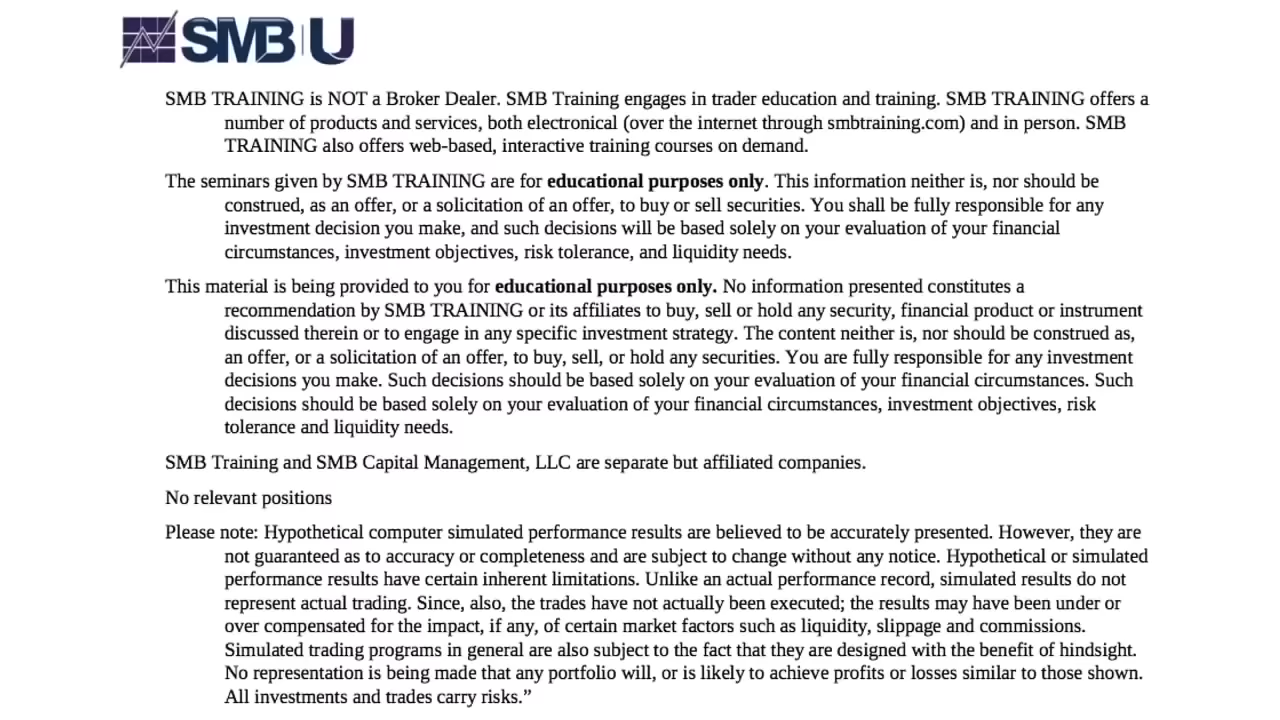 SMB U
SMB TRAINING is NOT a Broker Dealer. SMB Training engages in trader education and training. SMB TRAINING offers a
number of products and services, both electronical (over the internet through smbtraining.com) and in person. SMB
TRAINING also offers web-based, interactive training courses on demand.
The seminars given by SMB TRAINING are for educational purposes only. This information neither is, nor should be
construed, as an offer, or a solicitation of an offer, to buy or sell securities. You shall be fully responsible for any
investment decision you make, and such decisions will be based solely on your evaluation of your financial
circumstances, investment objectives, risk tolerance, and liquidity needs.
This material is being provided to you for educational purposes only. No information presented constitutes a
recommendation by SMB TRAINING or its affiliates to buy, sell or hold any security, financial product or instrument
discussed therein or to engage in any specific investment strategy. The content neither is, nor should be construed as,
an offer, or a solicitation of an offer, to buy, sell, or hold any securities. You are fully responsible for any investment
decisions you make. Such decisions should be based solely on your evaluation of your financial circumstances. Such
decisions should be based solely on your evaluation of your financial circumstances, investment objectives, risk
tolerance and liquidity needs.
SMB Training and SMB Capital Management, LLC are separate but affiliated companies.
No relevant positions
Please note: Hypothetical computer simulated performance results are believed to be accurately presented. However, they are
not guaranteed as to accuracy or completeness and are subject to change without any notice. Hypothetical or simulated
performance results have certain inherent limitations. Unlike an actual performance record, simulated results do not
represent actual trading. Since, also, the trades have not actually been executed; the results may have been under or
over compensated for the impact, if any, of certain market factors such as liquidity, slippage and commissions.
Simulated trading programs in general are also subject to the fact that they are designed with the benefit of hindsight.
No representation is being made that any portfolio will, or is likely to achieve profits or losses similar to those shown.
All investments and trades carry risks.”